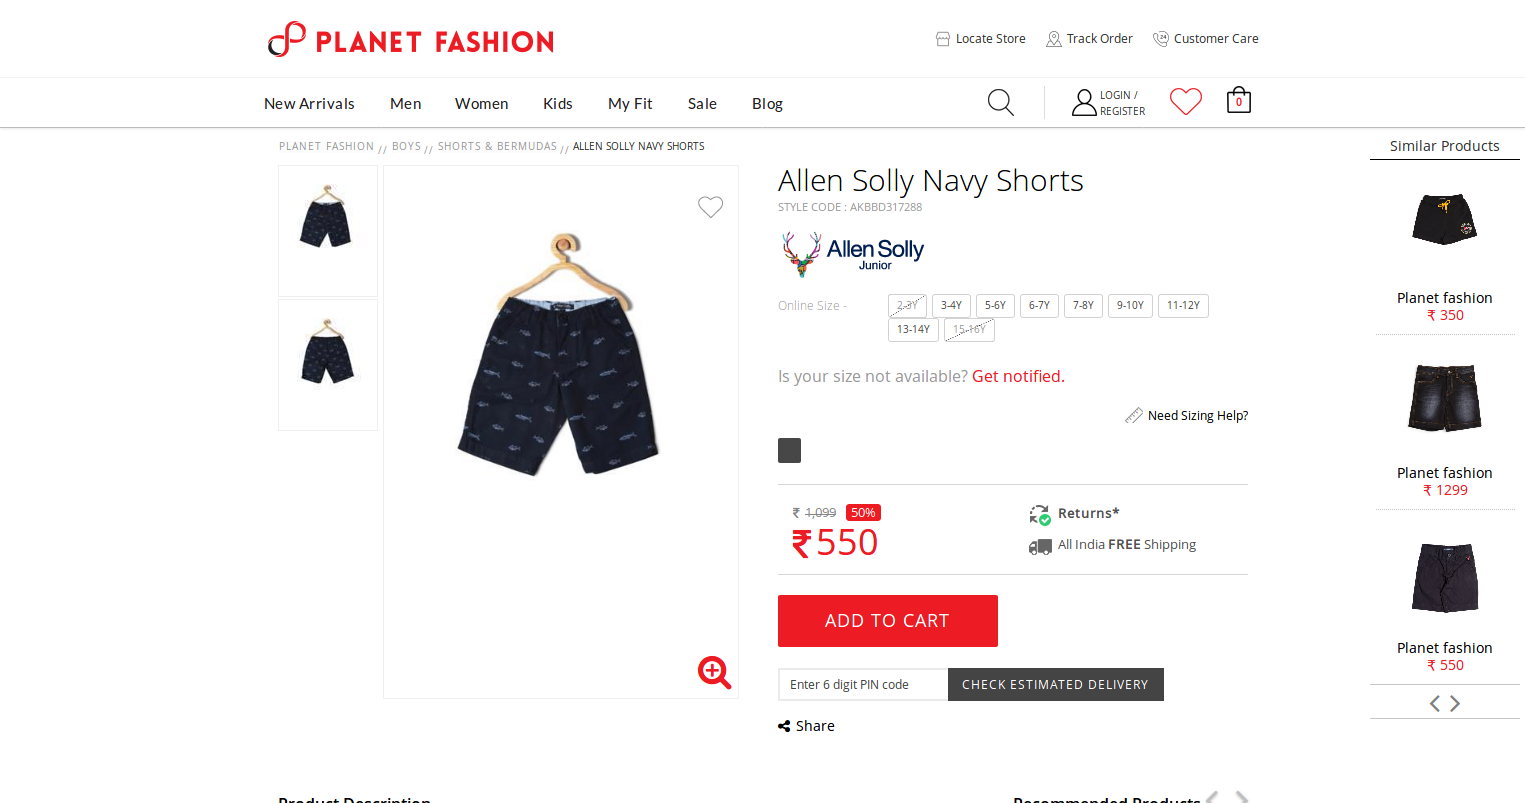 PLANET FASHION
Locate Store
Track Order
24
Customer Care
New Arrivals
Men
Women
Kids
My Fit
Sale
Blog
LOGIN /
REGISTER
0
PLANET FASHION // BOYS // SHORTS & BERMUDAS // ALLEN SOLLY NAVY SHORTS
Allen Solly Navy Shorts
STYLE CODE : AKBBD317288
Allen Solly
Junior
Online Size -
2-3Y
3-4Y
5-6Y
6-7Y
7-8Y
9-10Y
11-12Y
13-14Y
15-16Y
Is your size not available? Get notified.
Need Sizing Help?
₹ 1,099 50%
₹ 550
Returns*
All India FREE Shipping
ADD TO CART
Enter 6 digit PIN code
CHECK ESTIMATED DELIVERY
Share
Similar Products
Planet fashion
₹ 350
Planet fashion
₹ 1299
Planet fashion
₹ 550
Product Description
Recommended Products